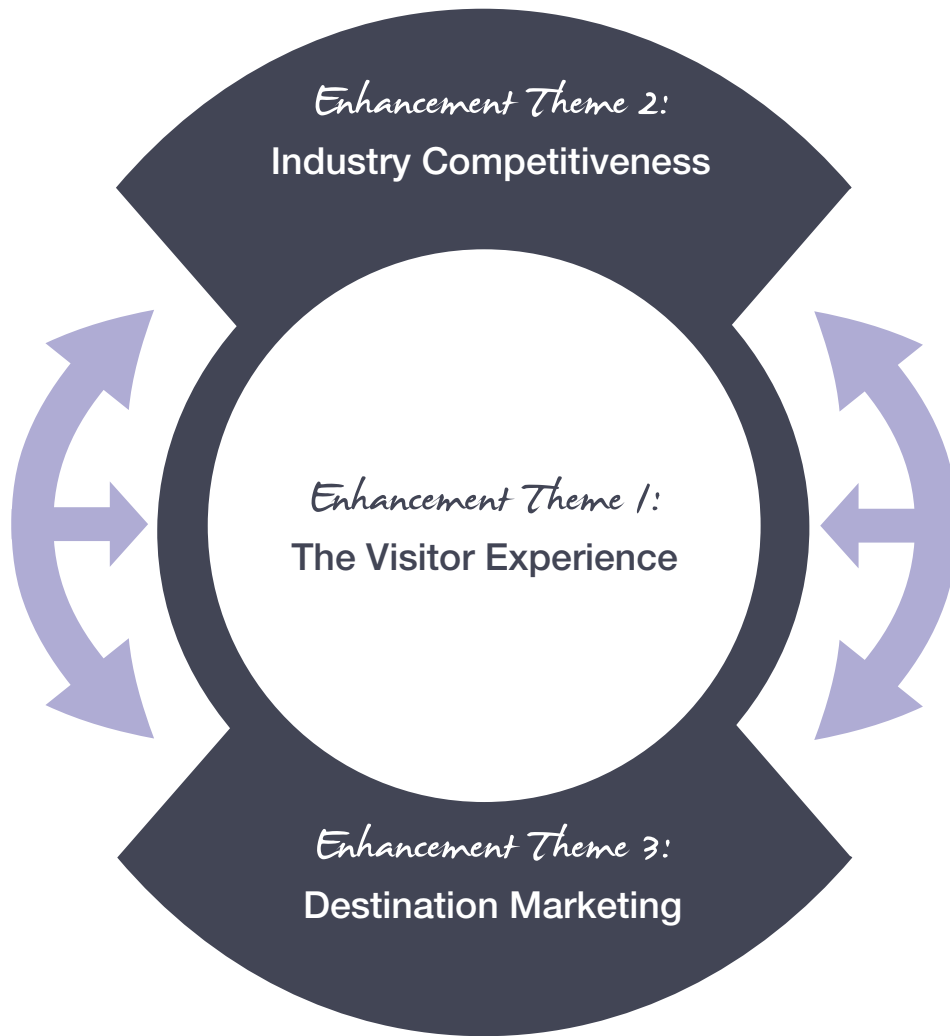 Enhancement Theme 2:
Industry Competitiveness
Enhancement Theme 1:
The Visitor Experience
Enhancement Theme 3:
Destination Marketing